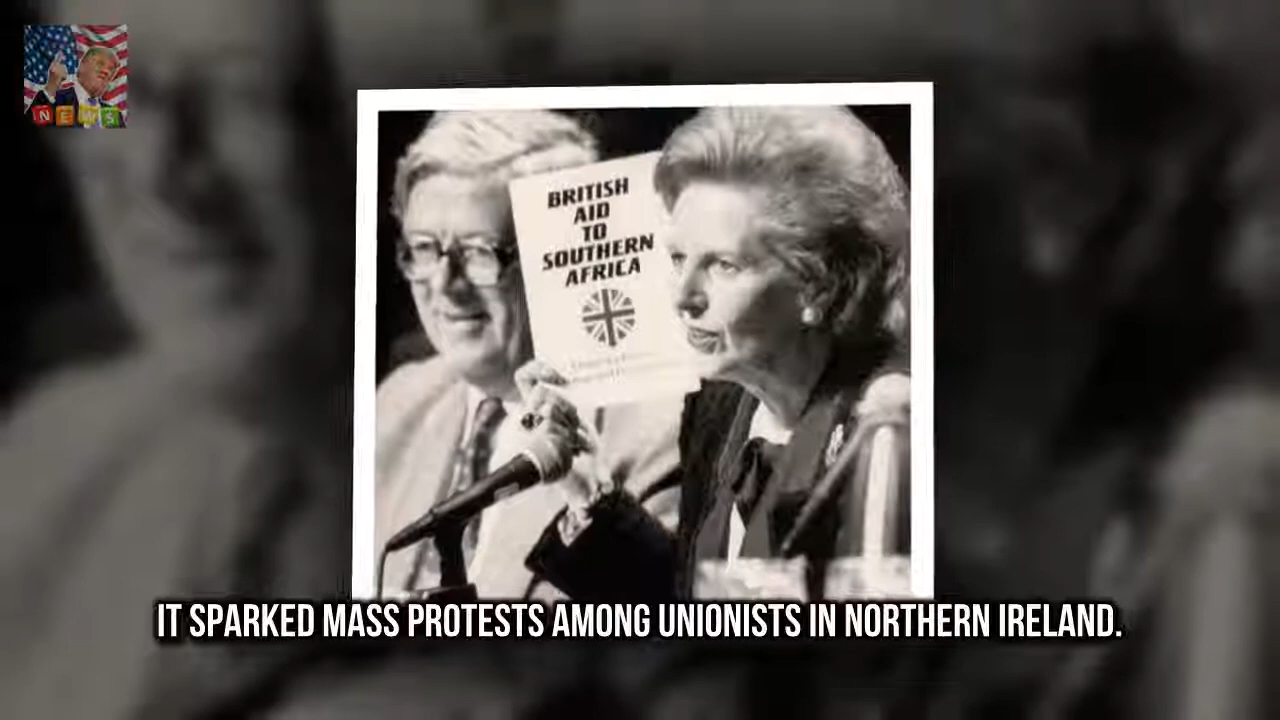 NEWS
BRITISH
AID
TO
SOUTHERN
AFRICA
IT SPARKED MASS PROTESTS AMONG UNIONISTS IN NORTHERN IRELAND.